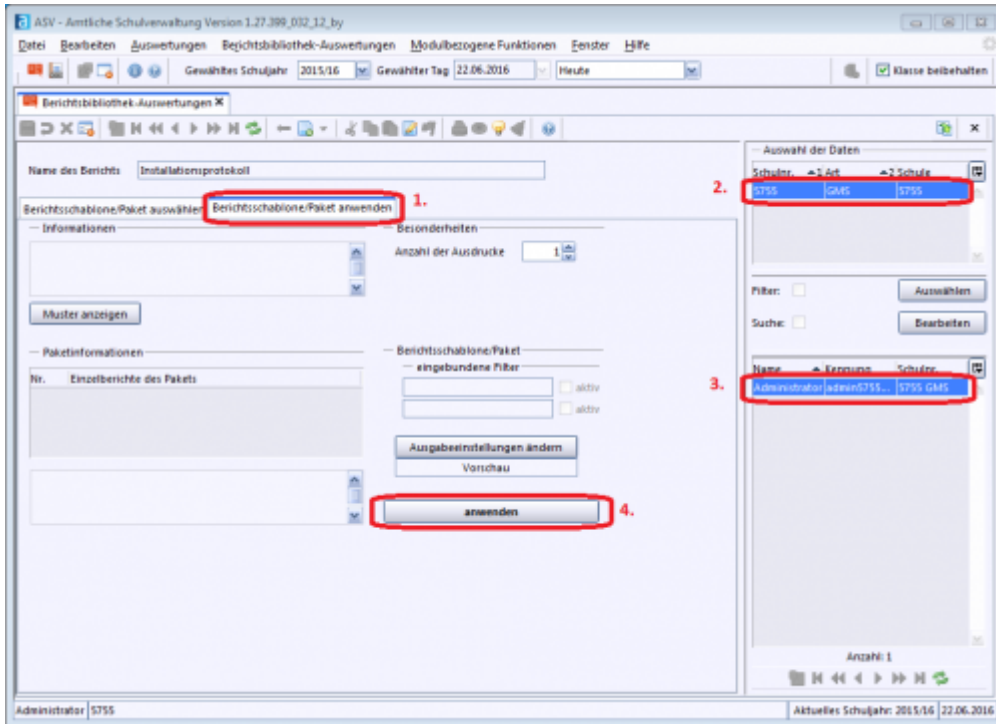 ASV - Amtliche Schulverwaltung Version 1.27.399_032_12_by
Datei Bearbeiten Auswertungen Berichtsbibliothek-Auswertungen Modulbezogene Funktionen Fenster Hilfe
Gewähltes Schuljahr 2015/16 Gewählter Tag 22.06.2016 Heute Klasse beibehalten
Berichtsbibliothek-Auswertungen
Name des Berichts Installationsprotokoll
Berichtsschablone/Paket auswählen Berichtsschablone/Paket anwenden 1.
Informationen
Muster anzeigen
Besonderheiten
Anzahl der Ausdrucke 1
Paketinformationen
Nr. Einzelberichte des Pakets
Berichtsschablone/Paket
eingebundene Filter
aktiv
aktiv
Ausgabeeinstellungen ändern
Vorschau
anwenden 4.
Auswahl der Daten
Schulnr. 1 Art 2 Schule
2. 5755 GMS 5755
Filter: Auswählen
Suche: Bearbeiten
Name Kennung Schulnr.
3. Administrator admin5755... 5755 GMS
Anzahl: 1
Administrator 5755 Aktuelles Schuljahr: 2015/16 22.06.2016